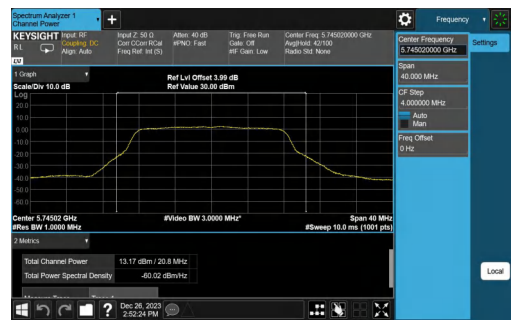 Spectrum Analyzer 1
Channel Power
Frequency
KEYSIGHT
RL
Input: RF
Coupling: DC
Align: Auto
Input Z: 50 Ω
Corr CCorr RCal
Freq Ref: Int (S)
Atten: 40 dB
#PNO: Fast
Trig: Free Run
Gate: Off
#IF Gain: Low
Center Freq: 5.745020000 GHz
Avg|Hold: 42/100
Radio Std: None
LW
Center Frequency
5.745020000 GHz
Settings
Span
40.000 MHz
CF Step
4.000000 MHz
Auto
Man
Freq Offset
0 Hz
1 Graph
Scale/Div 10.0 dB
Ref Lvl Offset 3.99 dB
Ref Value 30.00 dBm
Log
20.0
10.0
0.00
-10.0
-20.0
-30.0
-40.0
-50.0
-60.0
Center 5.74502 GHz
#Res BW 1.0000 MHz
#Video BW 3.0000 MHz*
Span 40 MHz
#Sweep 10.0 ms (1001 pts)
2 Metrics
Total Channel Power 13.17 dBm / 20.8 MHz
Total Power Spectral Density -60.02 dBm/Hz
Local
Dec 26, 2023
2:52:24 PM